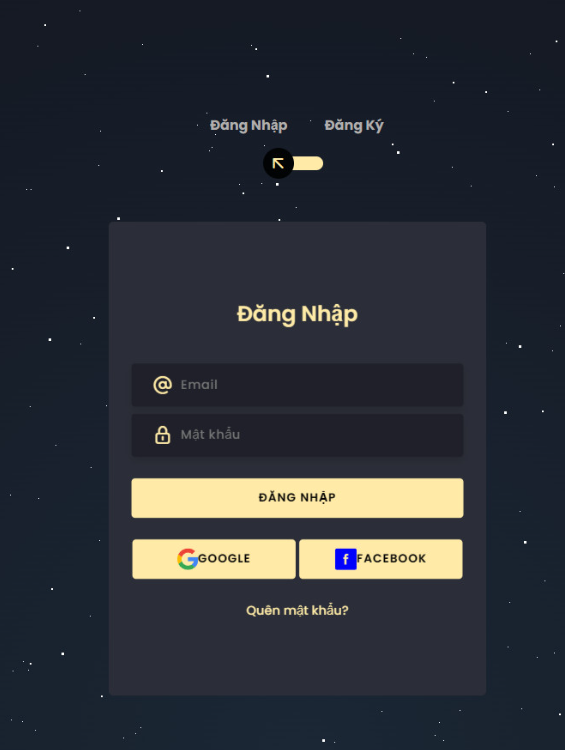 Đăng Nhập Đăng Ký
Đăng Nhập
Email
Mật khẩu
ĐĂNG NHẬP
GOOGLE FACEBOOK
Quên mật khẩu?